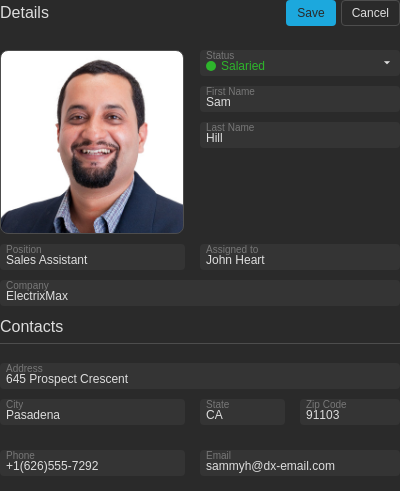 Details
Save
Cancel
Status
Salaried
First Name
Sam
Last Name
Hill
Position
Sales Assistant
Assigned to
John Heart
Company
ElectrixMax
Contacts
Address
645 Prospect Crescent
City
Pasadena
State
CA
Zip Code
91103
Phone
+1(626)555-7292
Email
sammyh@dx-email.com